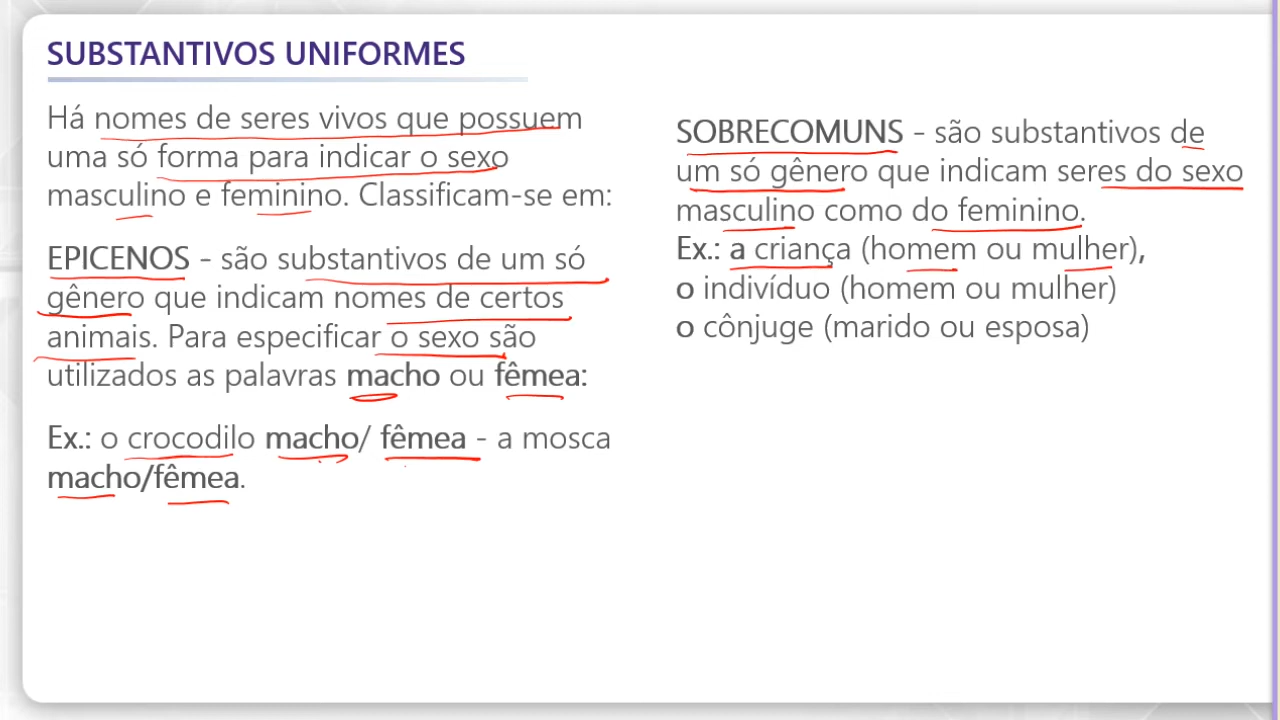 SUBSTANTIVOS UNIFORMES
Há nomes de seres vivos que possuem
uma só forma para indicar o sexo
masculino e feminino. Classificam-se em:
EPICENOS - são substantivos de um só
gênero que indicam nomes de certos
animais. Para especificar o sexo são
utilizados as palavras macho ou fêmea:
Ex.: o crocodilo macho/ fêmea - a mosca
macho/fêmea.
SOBRECOMUNS - são substantivos de
um só gênero que indicam seres do sexo
masculino como do feminino.
Ex.: a criança (homem ou mulher),
o indivíduo (homem ou mulher)
o cônjuge (marido ou esposa)